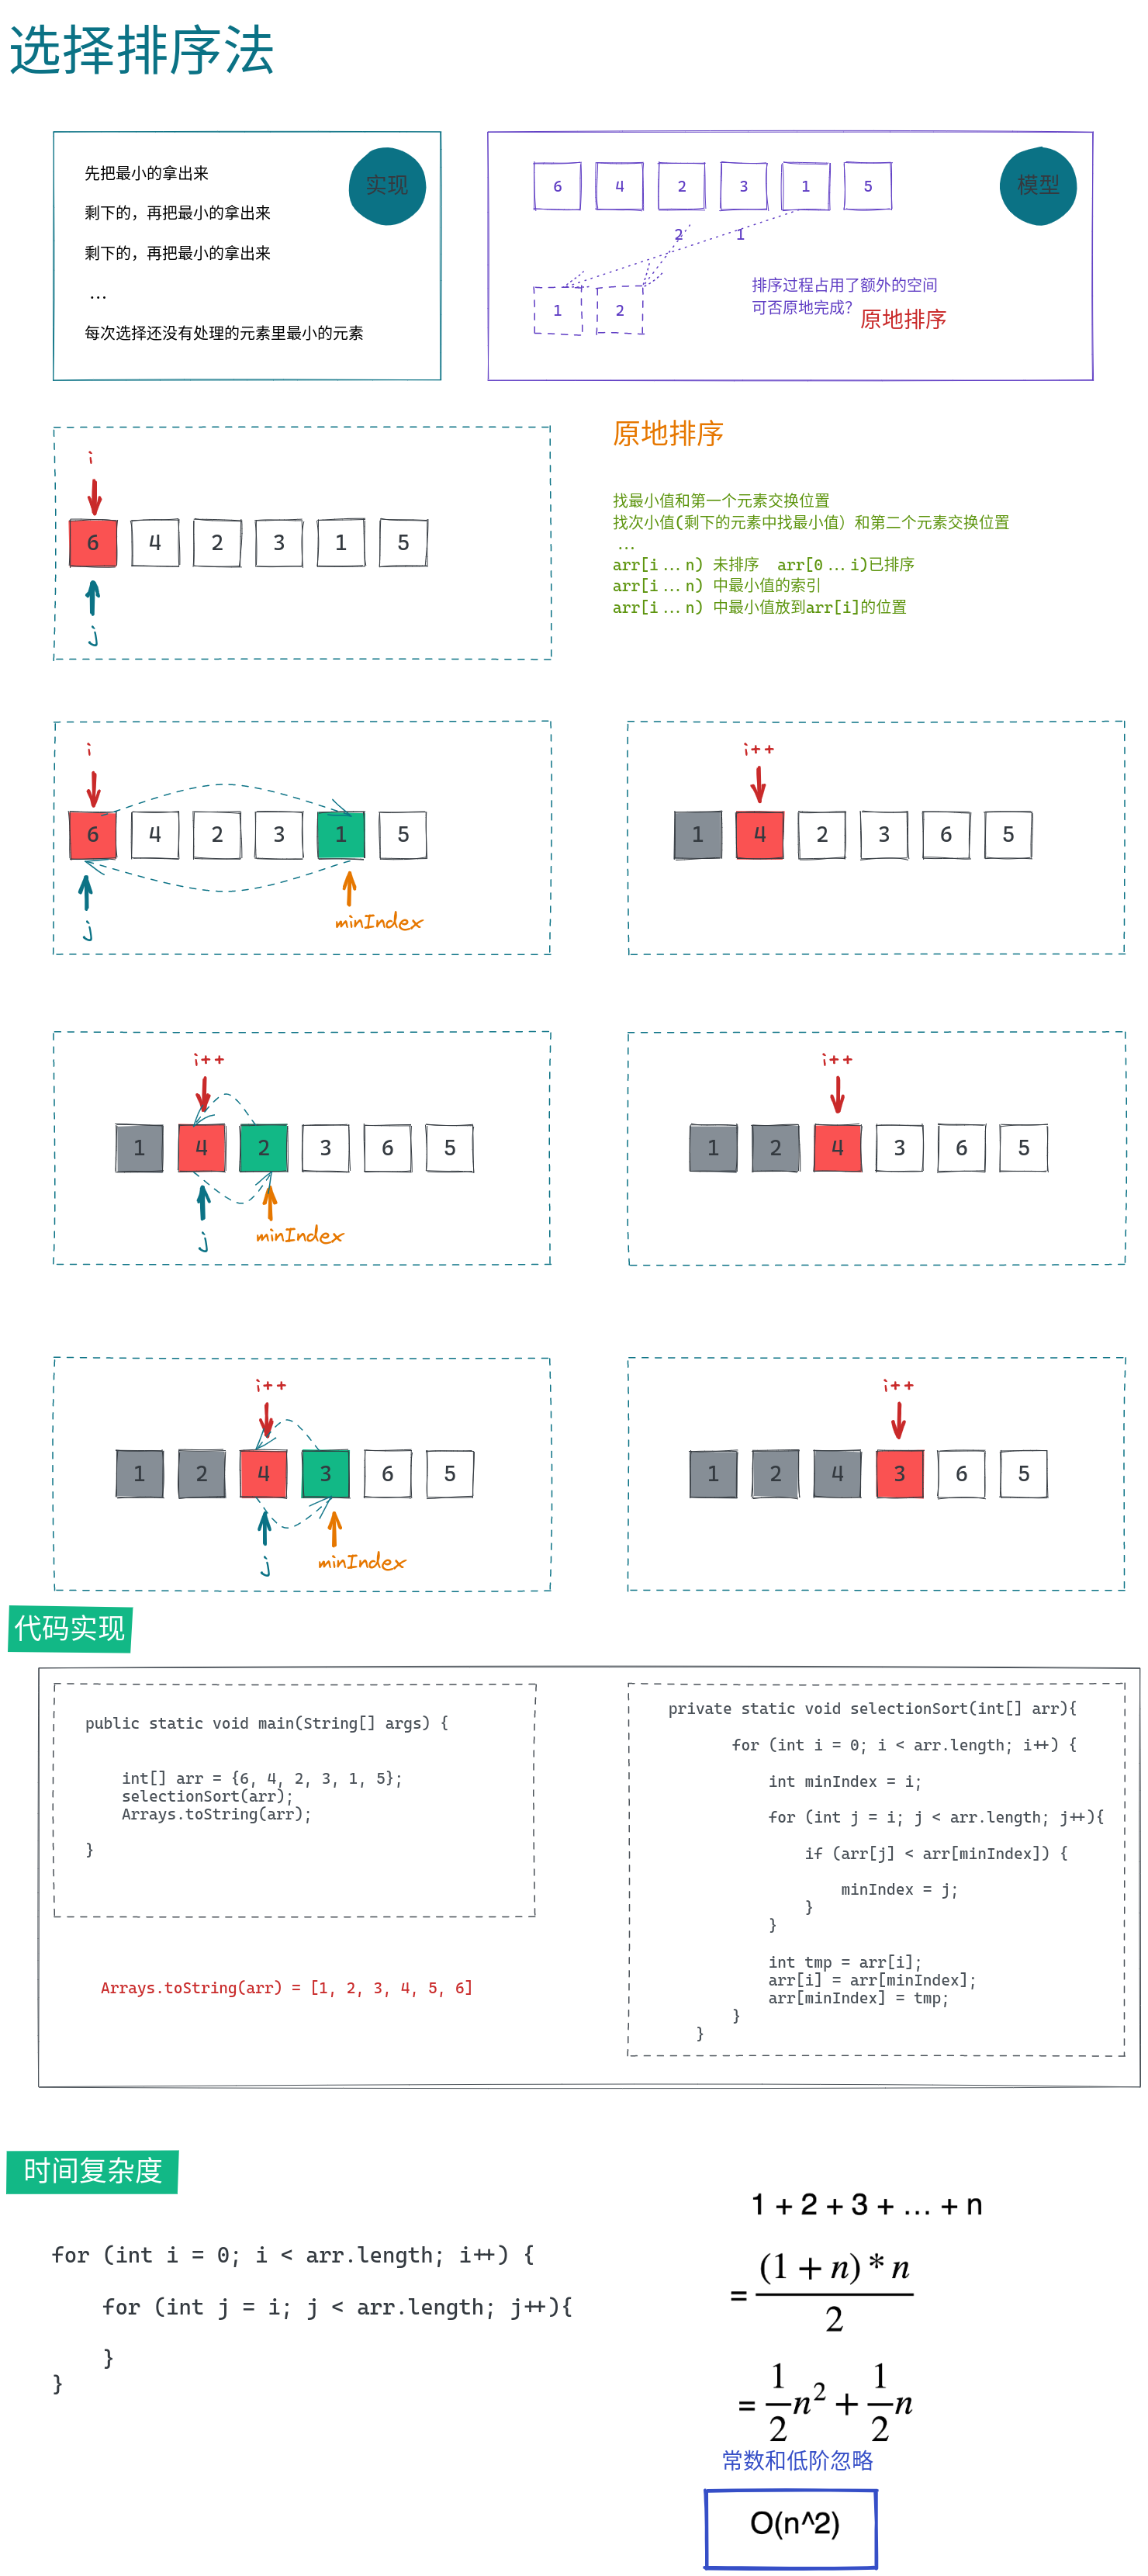 选择排序法
实现
先把最小的拿出来
剩下的，再把最小的拿出来
剩下的，再把最小的拿出来
...
每次选择还没有处理的元素里最小的元素
模型
6 4 2 3 1 5
2 1
1 2
排序过程占用了额外的空间
可否原地完成？
原地排序
i
6 4 2 3 1 5
j
原地排序
找最小值和第一个元素交换位置
找次小值(剩下的元素中找最小值）和第二个元素交换位置
...
arr[i...n) 未排序 arr[0...i)已排序
arr[i...n) 中最小值的索引
arr[i...n) 中最小值放到arr[i]的位置
i
6 4 2 3 1 5
minIndex
j
i++
1 4 2 3 6 5
i++
1 4 2 3 6 5
j
minIndex
i++
1 2 4 3 6 5
i++
1 2 4 3 6 5
j
minIndex
i++
1 2 4 3 6 5
代码实现
public static void main(String[] args) {
int[] arr = {6, 4, 2, 3, 1, 5};
selectionSort(arr);
Arrays.toString(arr);
}
Arrays.toString(arr) = [1, 2, 3, 4, 5, 6]
private static void selectionSort(int[] arr){
for (int i = 0; i < arr.length; i++) {
int minIndex = i;
for (int j = i; j < arr.length; j++){
if (arr[j] < arr[minIndex]) {
minIndex = j;
}
}
int tmp = arr[i];
arr[i] = arr[minIndex];
arr[minIndex] = tmp;
}
}
时间复杂度
for (int i = 0; i < arr.length; i++) {
for (int j = i; j < arr.length; j++){
}
}
1 + 2 + 3 + ... + n
= (1 + n) * n / 2
= 1/2 n² + 1/2 n
常数和低阶忽略
O(n^2)